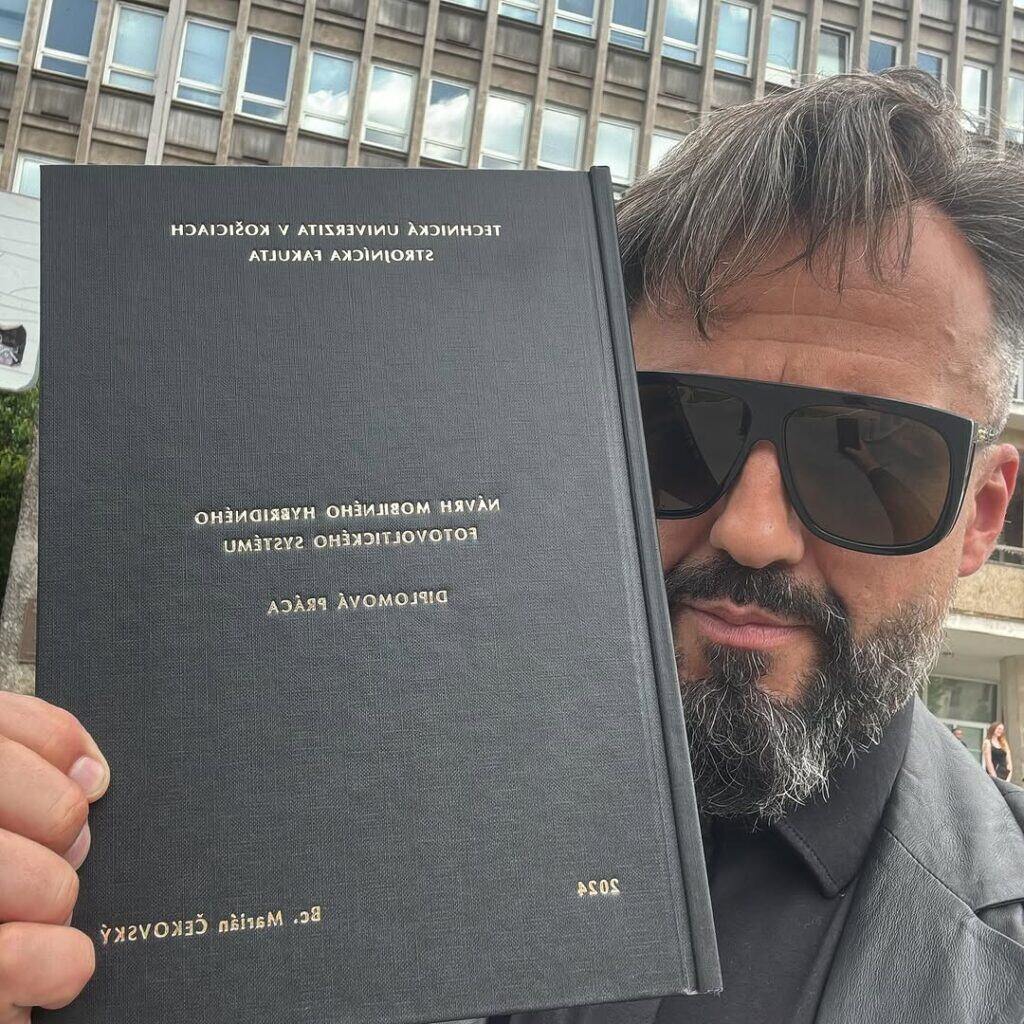 TECHNICKÁ UNIVERZITA V KOŠICIACH
STROJNÍCKA FAKULTA
NÁVRH MOBILNÉHO HYBRIDNÉHO
FOTOVOLTICKÉHO SYSTÉMU
DIPLOMOVÁ PRÁCA
2024
Bc. Marián ČEKOVSKÝ